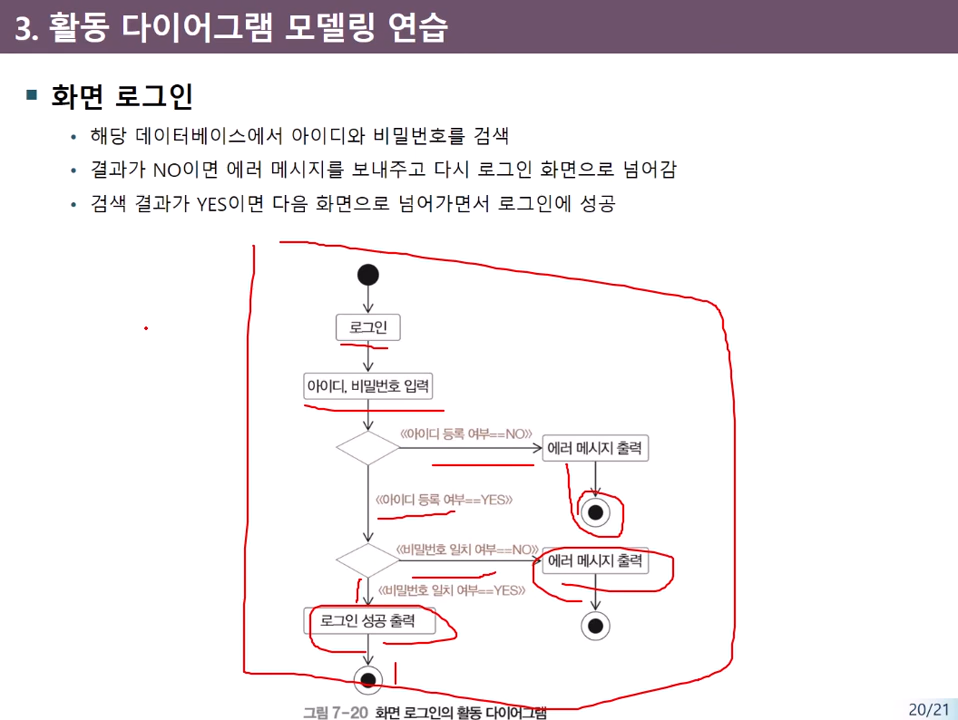 3. 활동 다이어그램 모델링 연습
화면 로그인
해당 데이터베이스에서 아이디와 비밀번호를 검색
결과가 NO이면 에러 메시지를 보내주고 다시 로그인 화면으로 넘어감
검색 결과가 YES이면 다음 화면으로 넘어가면서 로그인에 성공
로그인
아이디, 비밀번호 입력
《아이디 등록 여부==NO》
에러 메시지 출력
《아이디 등록 여부==YES》
《비밀번호 일치 여부==NO》
에러 메시지 출력
《비밀번호 일치 여부==YES》
로그인 성공 출력
그림 7-20 화면 로그인의 활동 다이어그램
20/21